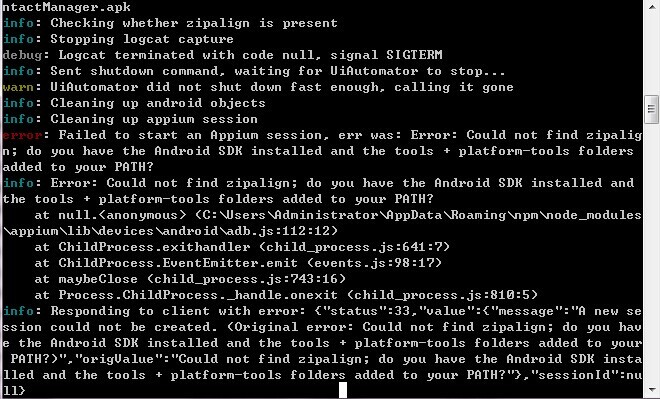 ntactManager.apk
info: Checking whether zipalign is present
info: Stopping logcat capture
debug: Logcat terminated with code null, signal SIGTERM
info: Sent shutdown command, waiting for UiAutomator to stop...
warn: UiAutomator did not shut down fast enough, calling it gone
info: Cleaning up android objects
info: Cleaning up appium session
error: Failed to start an Appium session, err was: Error: Could not find zipalig
n; do you have the Android SDK installed and the tools + platform-tools folders
added to your PATH?
info: Error: Could not find zipalign; do you have the Android SDK installed and
the tools + platform-tools folders added to your PATH?
at null.<anonymous> (C:\Users\Administrator\AppData\Roaming\npm\node_modules
\appium\lib\devices\android\adb.js:112:12)
at ChildProcess.exithandler (child_process.js:641:7)
at ChildProcess.EventEmitter.emit (events.js:98:17)
at maybeClose (child_process.js:743:16)
at Process.ChildProcess._handle.onexit (child_process.js:810:5)
info: Responding to client with error: {"status":33,"value":{"message":"A new se
ssion could not be created. (Original error: Could not find zipalign; do you hav
e the Android SDK installed and the tools + platform-tools folders added to your
PATH?)","origValue":"Could not find zipalign; do you have the Android SDK insta
lled and the tools + platform-tools folders added to your PATH?"},"sessionId":nu
ll}